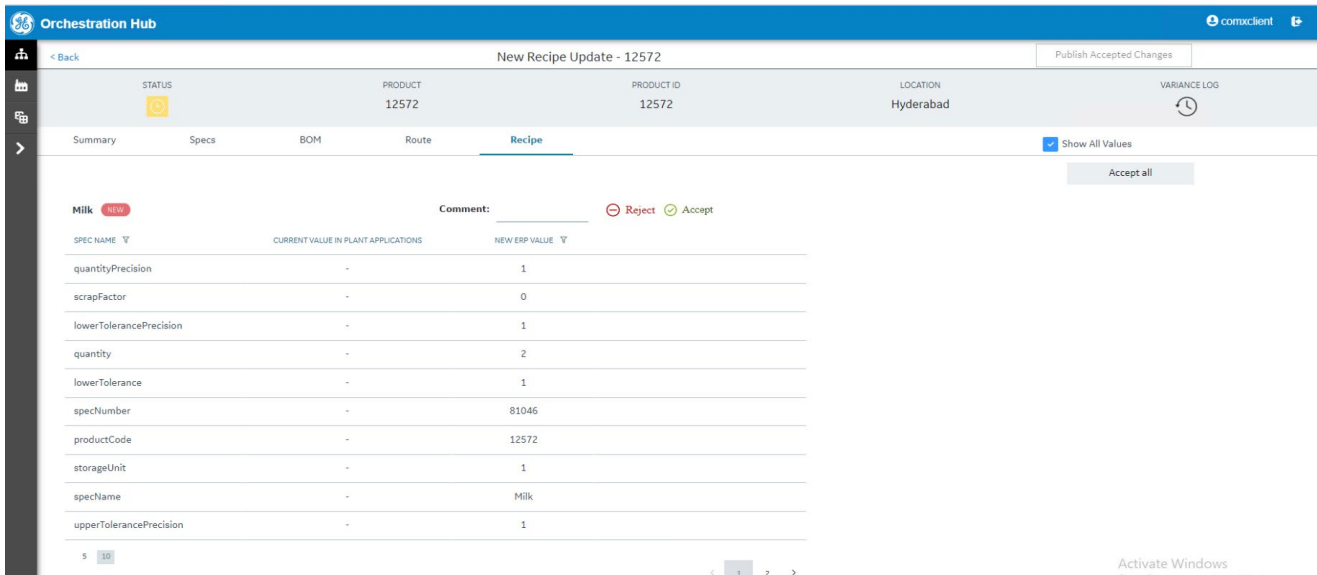 Orchestration Hub
comxclient
< Back
New Recipe Update - 12572
Publish Accepted Changes
STATUS PRODUCT PRODUCT ID LOCATION VARIANCE LOG
12572 12572 Hyderabad
Summary Specs BOM Route Recipe Show All Values
Accept all
Milk NEW Comment: Reject Accept
SPEC NAME CURRENT VALUE IN PLANT APPLICATIONS NEW ERP VALUE
quantityPrecision - 1
scrapFactor - 0
lowerTolerancePrecision - 1
quantity - 2
lowerTolerance - 1
specNumber - 81046
productCode - 12572
storageUnit - 1
specName - Milk
upperTolerancePrecision - 1
5 10
< 1 2 >
Activate Windows